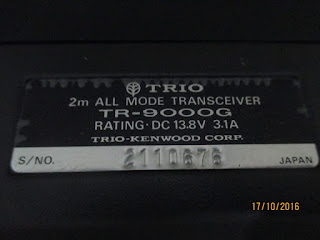 TRIO
2m ALL MODE TRANSCEIVER
TR-9000G
RATING·DC 13.8V 3.1A
TRIO-KENWOOD CORP.
S/NO. 2110676 JAPAN
17/10/2016